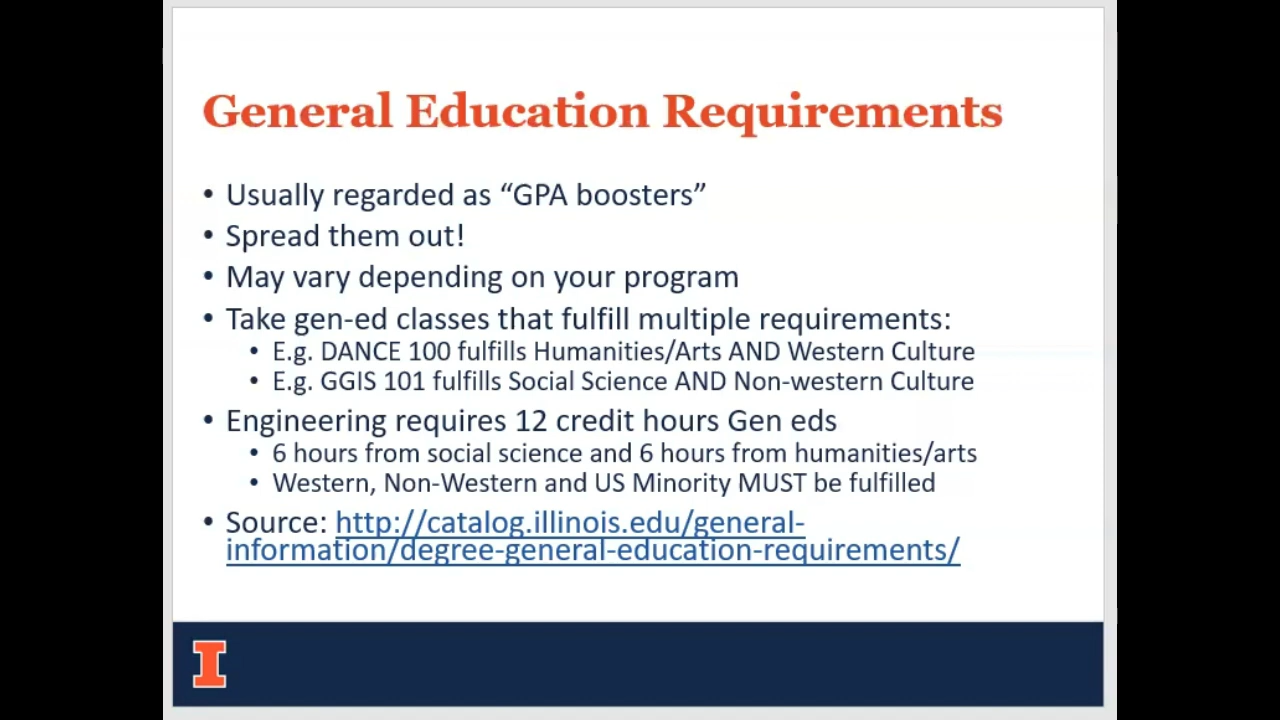 General Education Requirements
• Usually regarded as “GPA boosters”
• Spread them out!
• May vary depending on your program
• Take gen-ed classes that fulfill multiple requirements:
• E.g. DANCE 100 fulfills Humanities/Arts AND Western Culture
• E.g. GGIS 101 fulfills Social Science AND Non-western Culture
• Engineering requires 12 credit hours Gen eds
• 6 hours from social science and 6 hours from humanities/arts
• Western, Non-Western and US Minority MUST be fulfilled
• Source: http://catalog.illinois.edu/general-
information/degree-general-education-requirements/
I